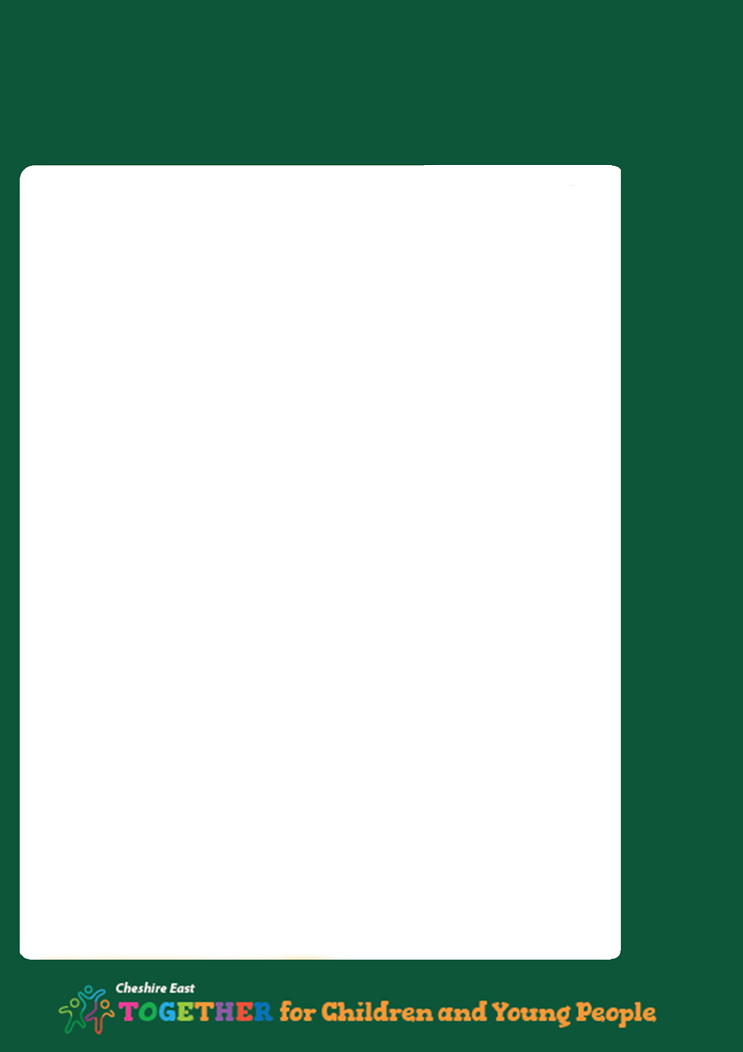 Cheshire East
TOGETHER for Children and Young People